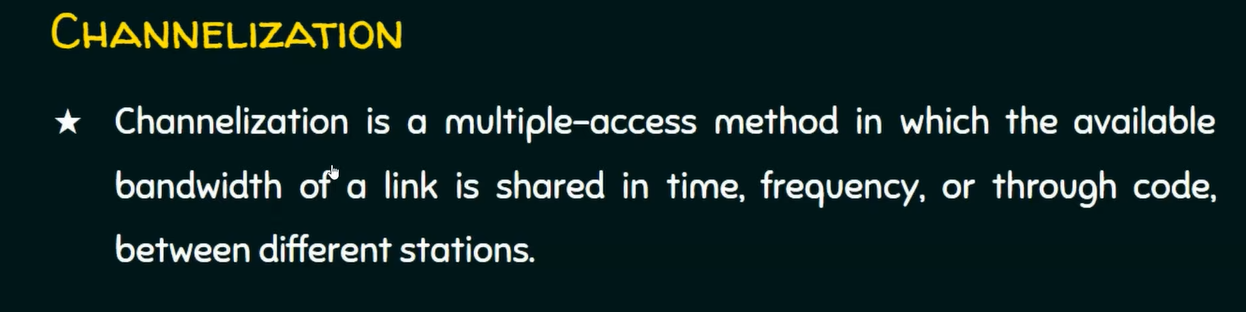 CHANNELIZATION
★ Channelization is a multiple-access method in which the available
bandwidth of a link is shared in time, frequency, or through code,
between different stations.